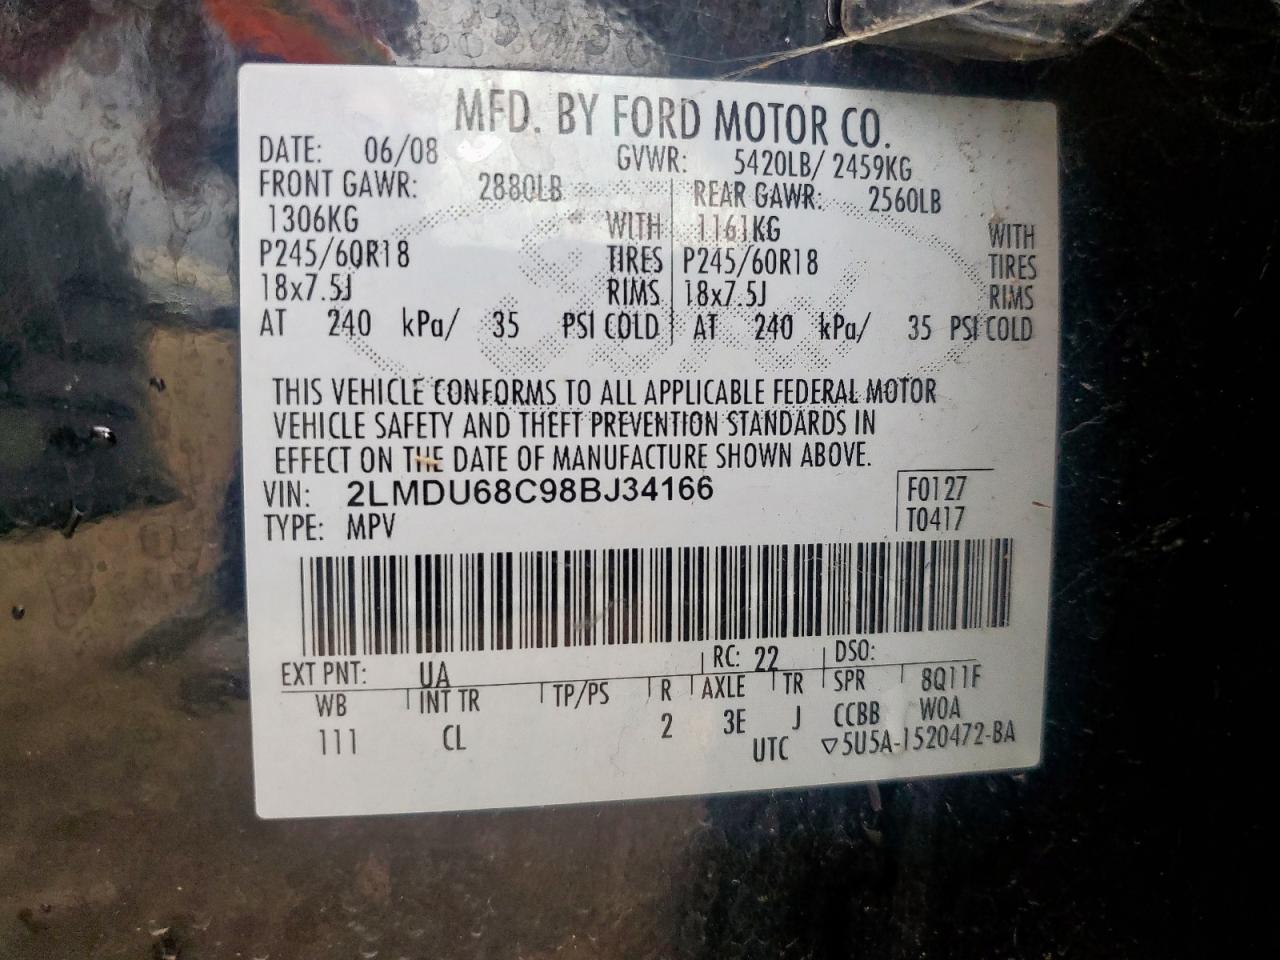 MFD. BY FORD MOTOR CO.
DATE: 06/08 GVWR: 5420LB/ 2459KG
FRONT GAWR: 2880LB REAR GAWR: 2560LB
1306KG WITH 1161KG WITH
P245/60R18 TIRES P245/60R18 TIRES
18x7.5J RIMS 18x7.5J RIMS
AT 240 kPa/ 35 PSI COLD AT 240 kPa/ 35 PSI COLD
THIS VEHICLE CONFORMS TO ALL APPLICABLE FEDERAL MOTOR
VEHICLE SAFETY AND THEFT PREVENTION STANDARDS IN
EFFECT ON THE DATE OF MANUFACTURE SHOWN ABOVE.
VIN: 2LMDU68C98BJ34166 F0127
TYPE: MPV T0417
EXT PNT: UA RC: 22 DSO:
WB INT TR TP/PS R AXLE TR SPR 8Q11F
111 CL 2 3E J CCBB WOA
UTC ▽5U5A-1520472-BA